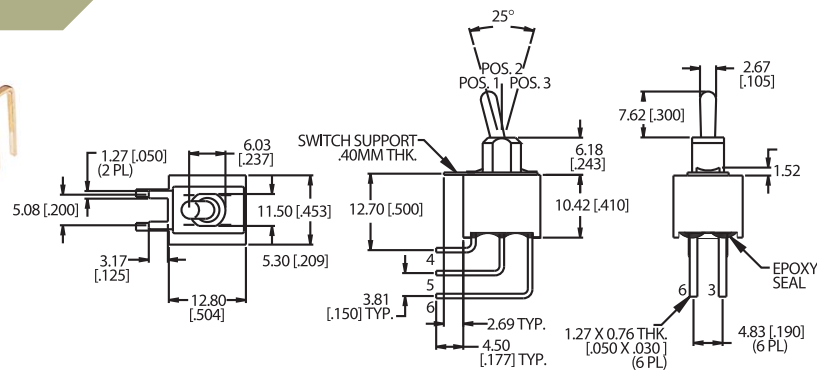 1.27 [.050]
(2 PL)
6.03
[.237]
5.08 [.200]
11.50 [.453]
3.17
[.125]
5.30 [.209]
12.80
[.504]
25°
POS. 2
POS. 1
POS. 3
SWITCH SUPPORT
.40MM THK.
6.18
[.243]
12.70 [.500]
10.42 [.410]
4
5
6
3.81
[.150] TYP.
2.69 TYP.
4.50
[.177] TYP.
2.67
[.105]
7.62 [.300]
1.52
EPOXY
SEAL
6
3
1.27 X 0.76 THK.
[.050 X .030 ]
(6 PL)
4.83 [.190]
(6 PL)